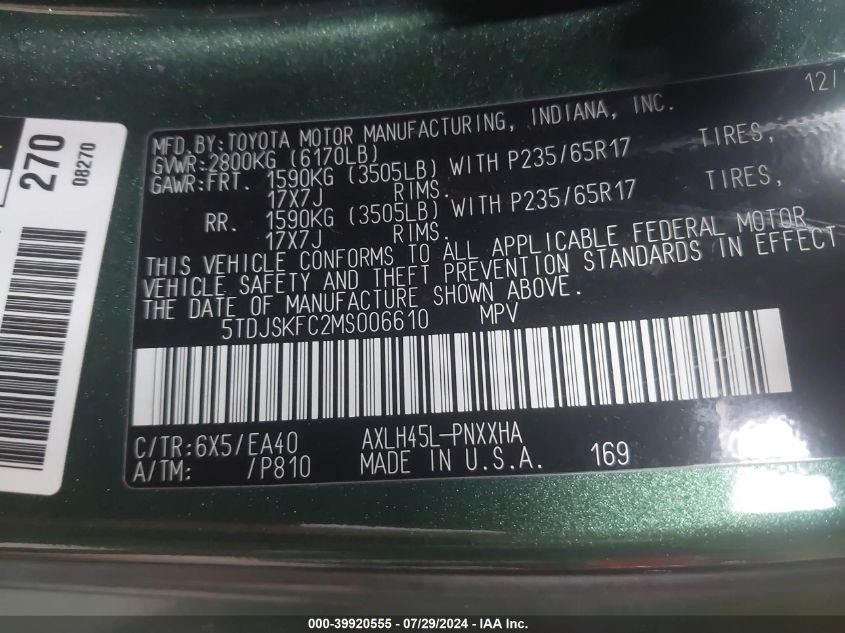 270
08270
12/
MFD.BY:TOYOTA MOTOR MANUFACTURING, INDIANA, INC.
GVWR:2800KG (6170LB)
GAWR:FRT. 1590KG (3505LB) WITH P235/65R17 TIRES,
17X7J RIMS.
RR. 1590KG (3505LB) WITH P235/65R17 TIRES,
17X7J RIMS.
THIS VEHICLE CONFORMS TO ALL APPLICABLE FEDERAL MOTOR
VEHICLE SAFETY AND THEFT PREVENTION STANDARDS IN EFFECT
THE DATE OF MANUFACTURE SHOWN ABOVE.
5TDJSKFC2MS006610 MPV
C/TR:6X5/EA40 AXLH45L-PNXXHA
A/TM: /P810 MADE IN U.S.A. 169
000-39920555 - 07/29/2024 - IAA Inc.